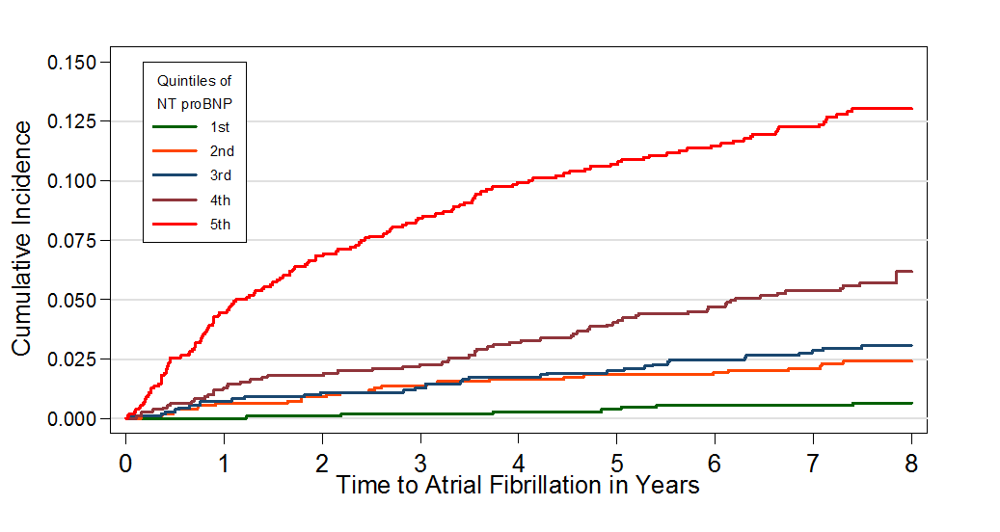 Cumulative Incidence
0.150
0.125
0.100
0.075
0.050
0.025
0.000
Quintiles of
NT proBNP
1st
2nd
3rd
4th
5th
0 1 2 3 4 5 6 7 8
Time to Atrial Fibrillation in Years